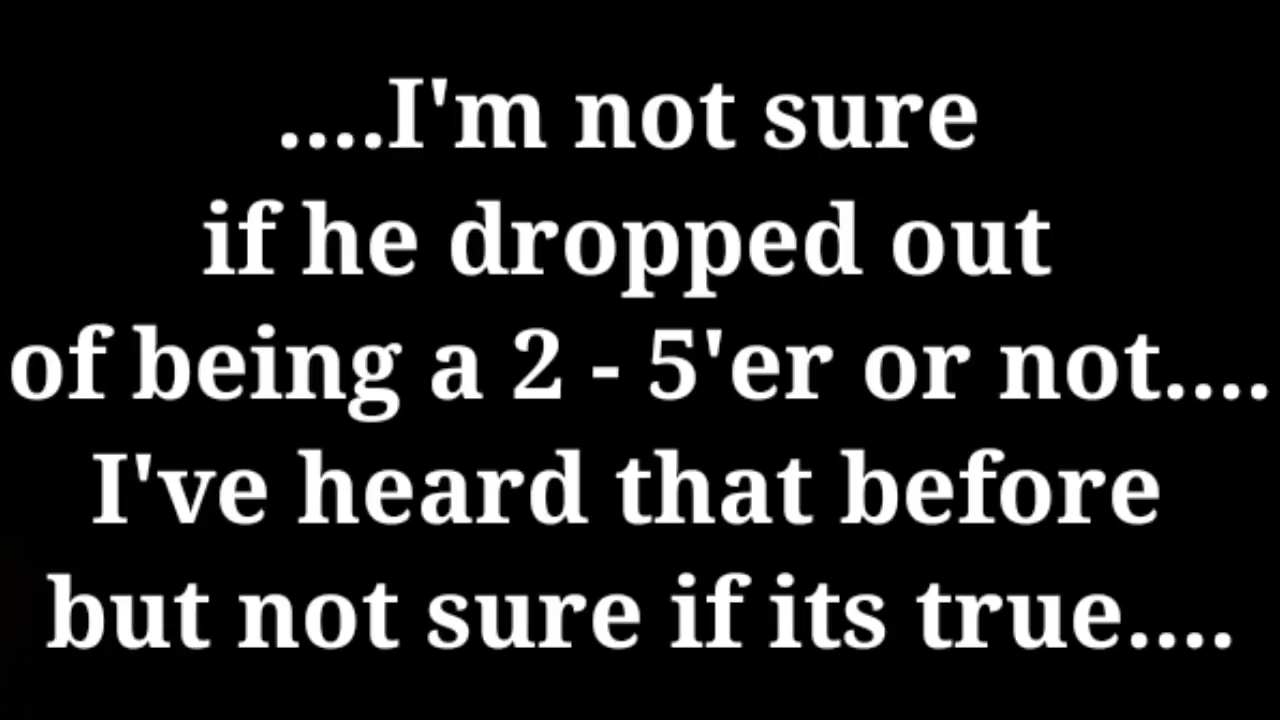 ....I'm not sure
if he dropped out
of being a 2 - 5'er or not....
I've heard that before
but not sure if its true....